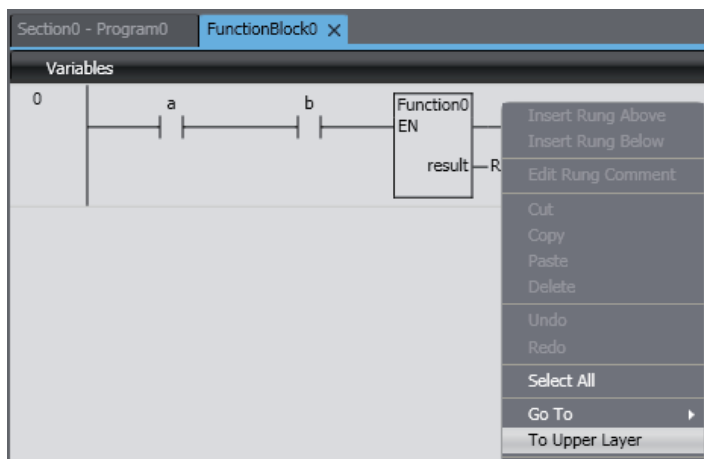 Section0 - Program0
FunctionBlock0
Variables
0
a
b
Function0
EN
result
R
Insert Rung Above
Insert Rung Below
Edit Rung Comment
Cut
Copy
Paste
Delete
Undo
Redo
Select All
Go To
To Upper Layer